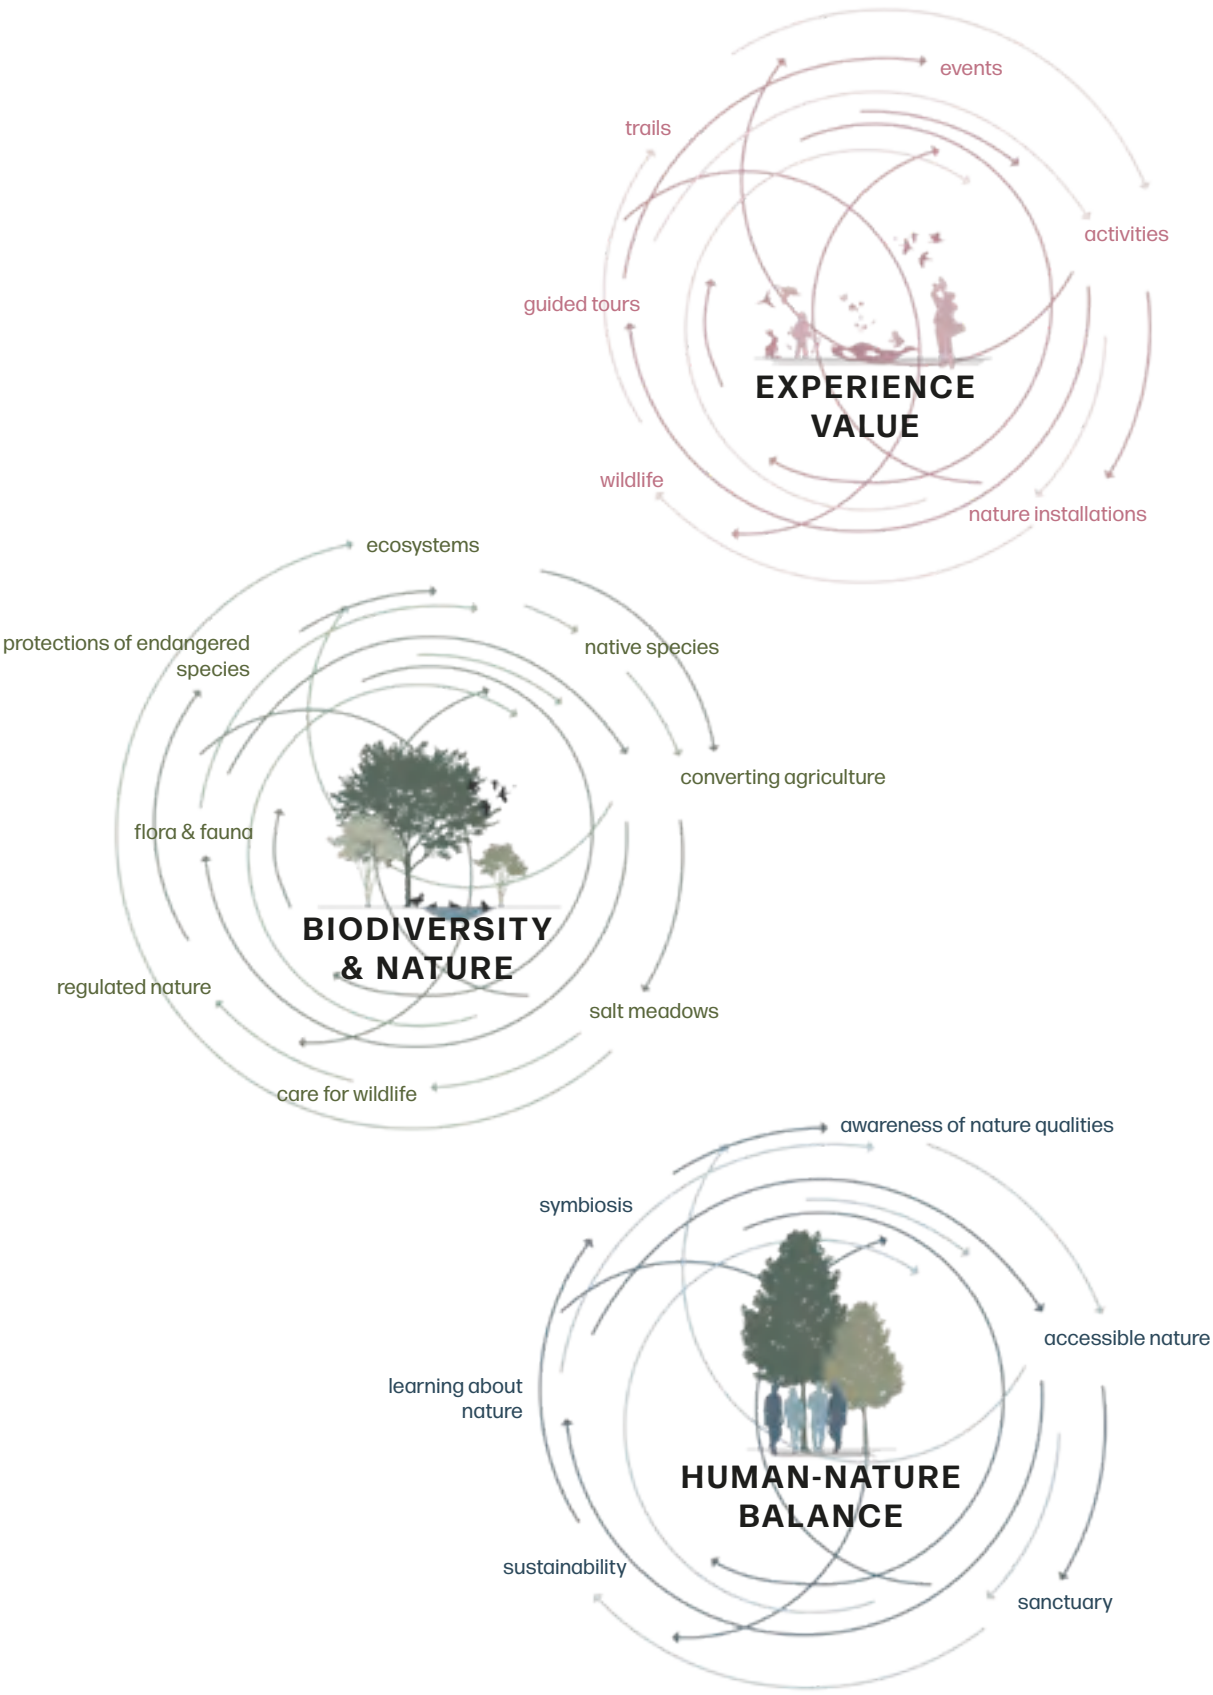 events
trails
activities
guided tours
EXPERIENCE
VALUE
wildlife
nature installations
ecosystems
protections of endangered
species
native species
converting agriculture
flora & fauna
BIODIVERSITY
& NATURE
regulated nature
salt meadows
care for wildlife
awareness of nature qualities
symbiosis
accessible nature
learning about
nature
HUMAN-NATURE
BALANCE
sustainability
sanctuary